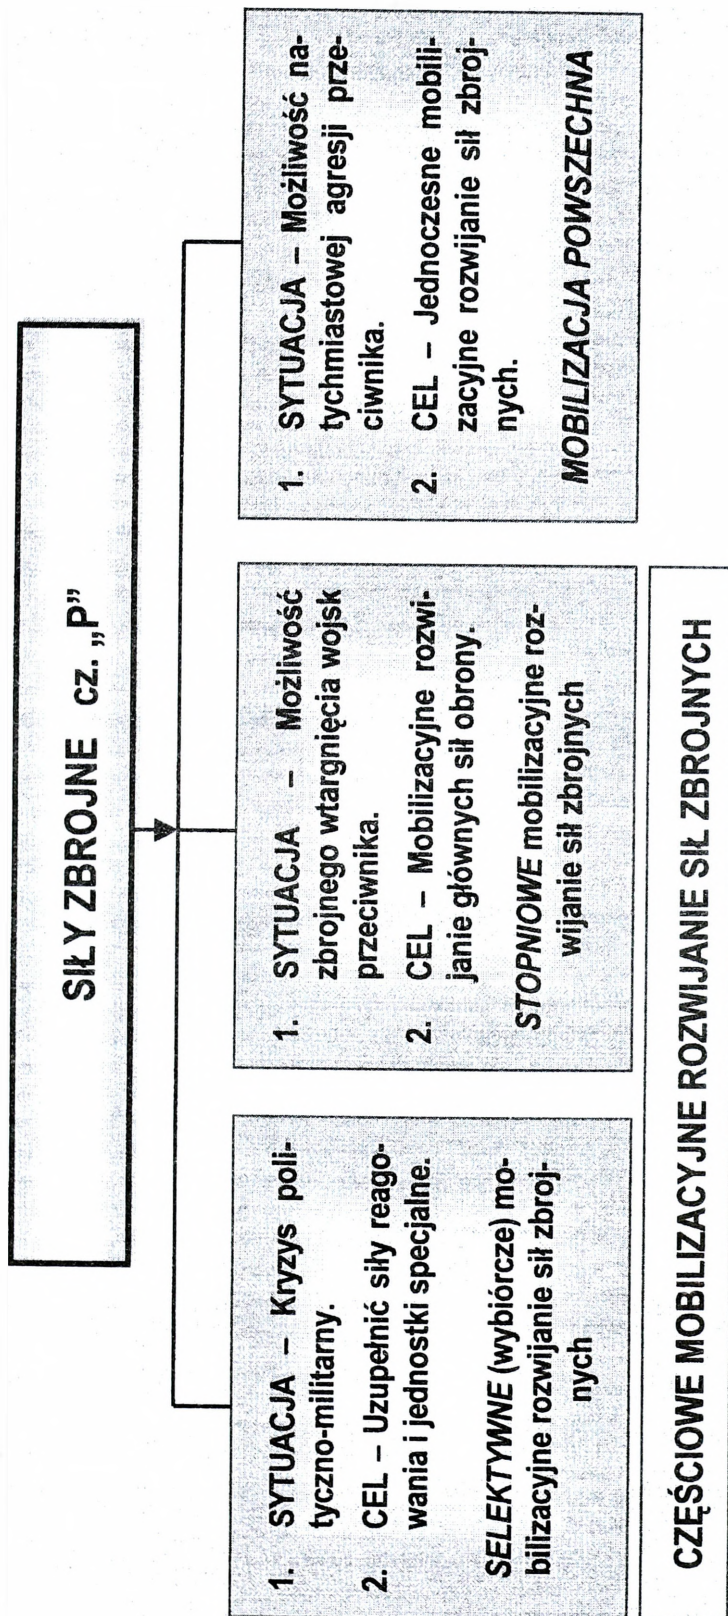 SIŁY ZBROJNE cz. „P”
1. SYTUACJA – Kryzys poli-
tyczno-militarny.
2. CEL – Uzupełnić siły reago-
wania i jednostki specjalne.
SELEKTYWNE (wybiórcze) mo-
bilizacyjne rozwijanie sił zbroj-
nych
1. SYTUACJA – Możliwość
zbrojnego wtargnięcia wojsk
przeciwnika.
2. CEL – Mobilizacyjne rozwi-
janie głównych sił obrony.
STOPNIOWE mobilizacyjne roz-
wijanie sił zbrojnych
1. SYTUACJA – Możliwość na-
tychmiastowej agresji prze-
ciwnika.
2. CEL – Jednoczesne mobili-
zacyjne rozwijanie sił zbroj-
nych.
MOBILIZACJA POWSZECHNA
CZĘŚCIOWE MOBILIZACYJNE ROZWIJANIE SIŁ ZBROJNYCH